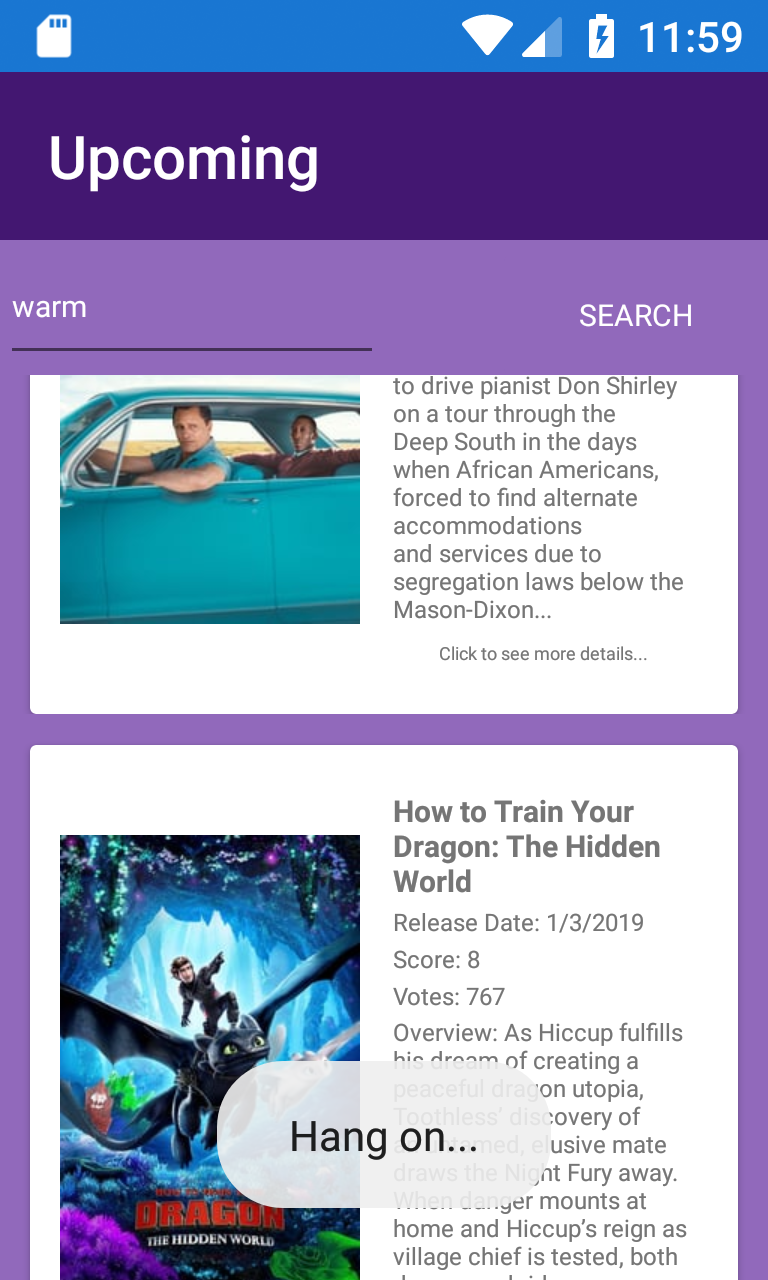 11:59
Upcoming
warm
SEARCH
to drive pianist Don Shirley
on a tour through the
Deep South in the days
when African Americans,
forced to find alternate
accommodations
and services due to
segregation laws below the
Mason-Dixon...
Click to see more details...
How to Train Your
Dragon: The Hidden
World
Release Date: 1/3/2019
Score: 8
Votes: 767
Overview: As Hiccup fulfills
his dream of creating a
peaceful dragon utopia,
Toothless’ discovery of
an untamed, elusive mate
draws the Night Fury away.
When danger mounts at
home and Hiccup’s reign as
village chief is tested, both
Hang on...
HOW TO TRAIN YOUR
DRAGON
THE HIDDEN WORLD